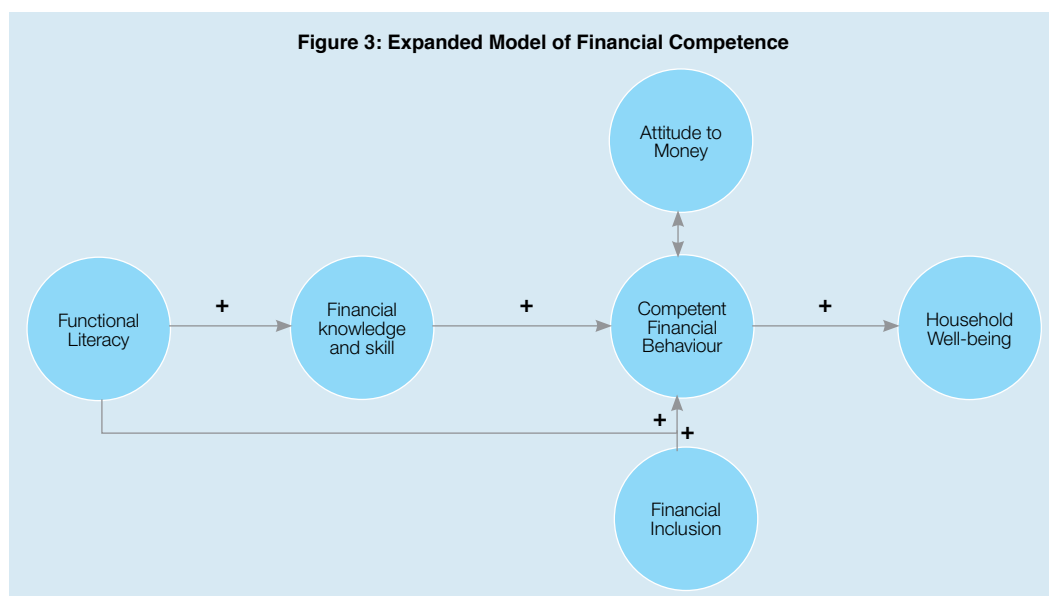 Figure 3: Expanded Model of Financial Competence
Attitude to
Money
Functional
Literacy
+
Financial
knowledge
and skill
+
Competent
Financial
Behaviour
+
Household
Well-being
+
+
Financial
Inclusion